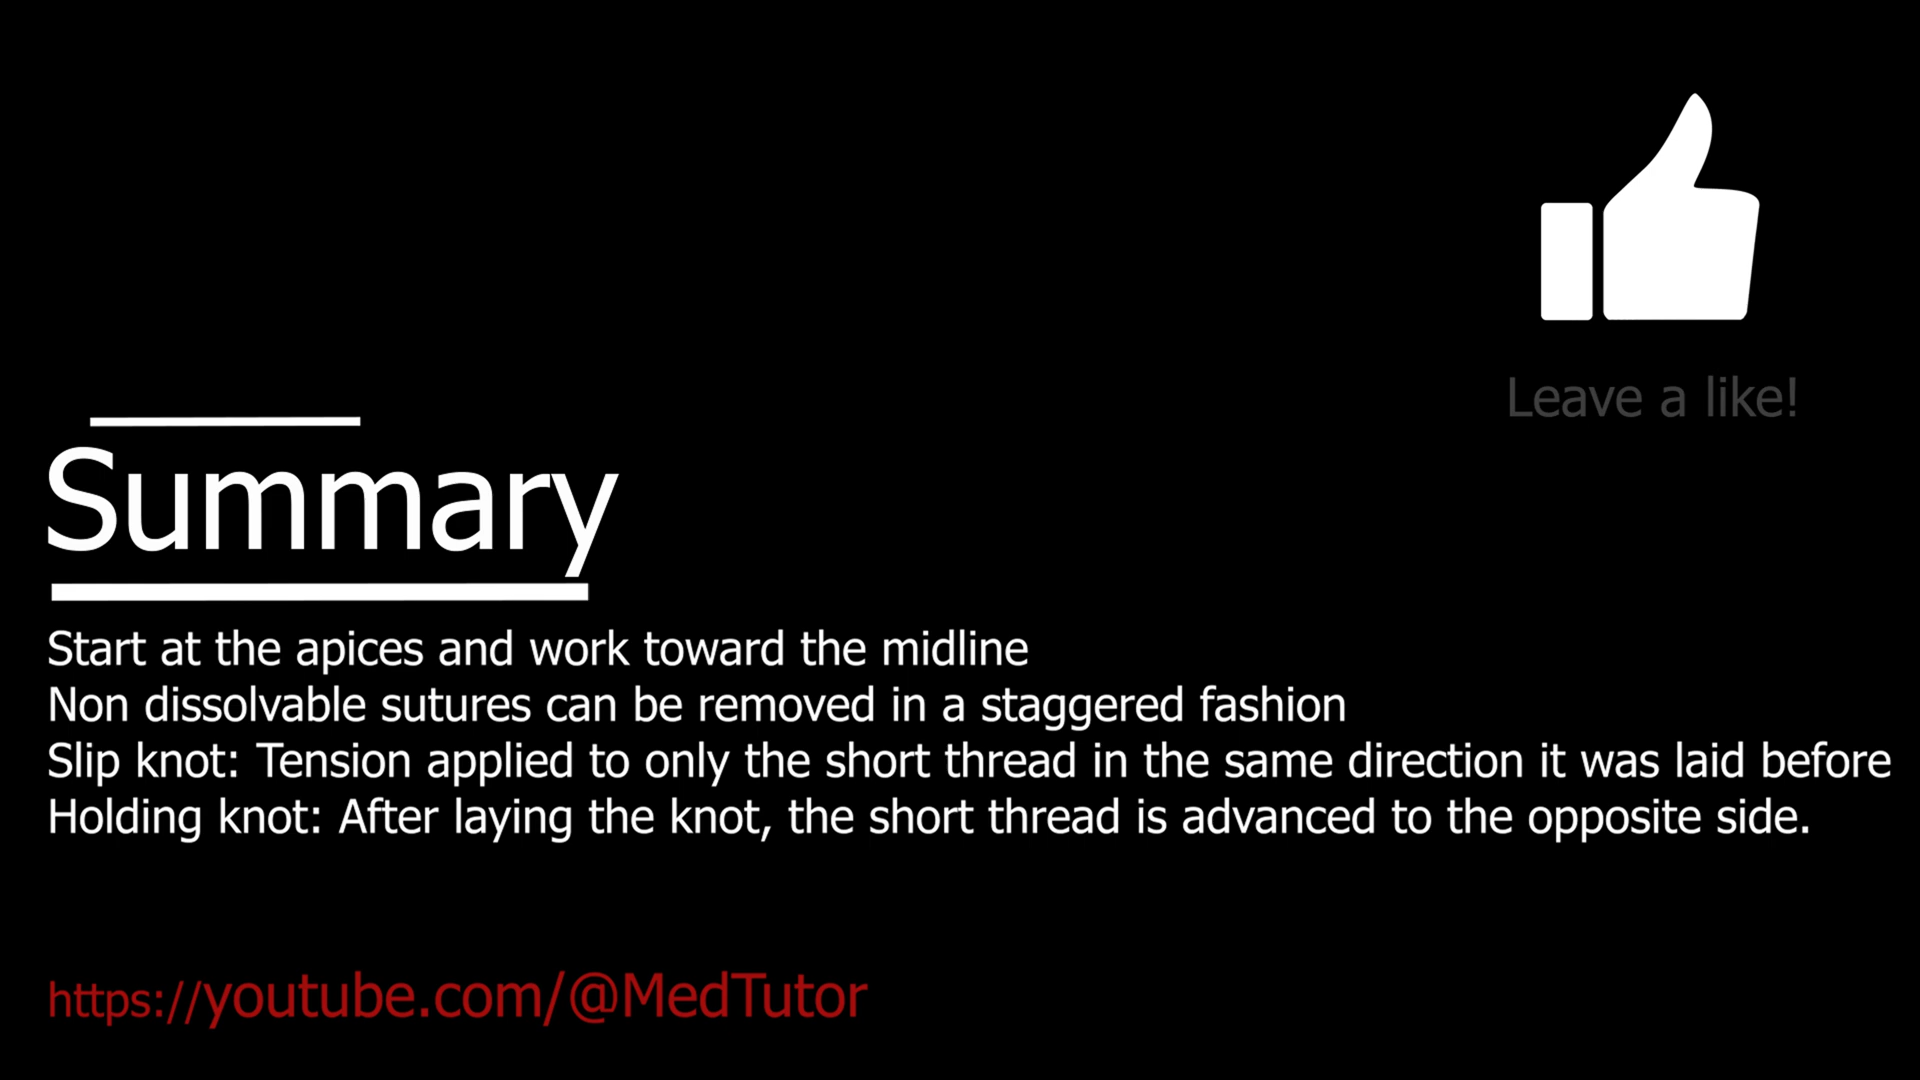 Leave a like!
Summary
Start at the apices and work toward the midline
Non dissolvable sutures can be removed in a staggered fashion
Slip knot: Tension applied to only the short thread in the same direction it was laid before
Holding knot: After laying the knot, the short thread is advanced to the opposite side.
https://youtube.com/@MedTutor